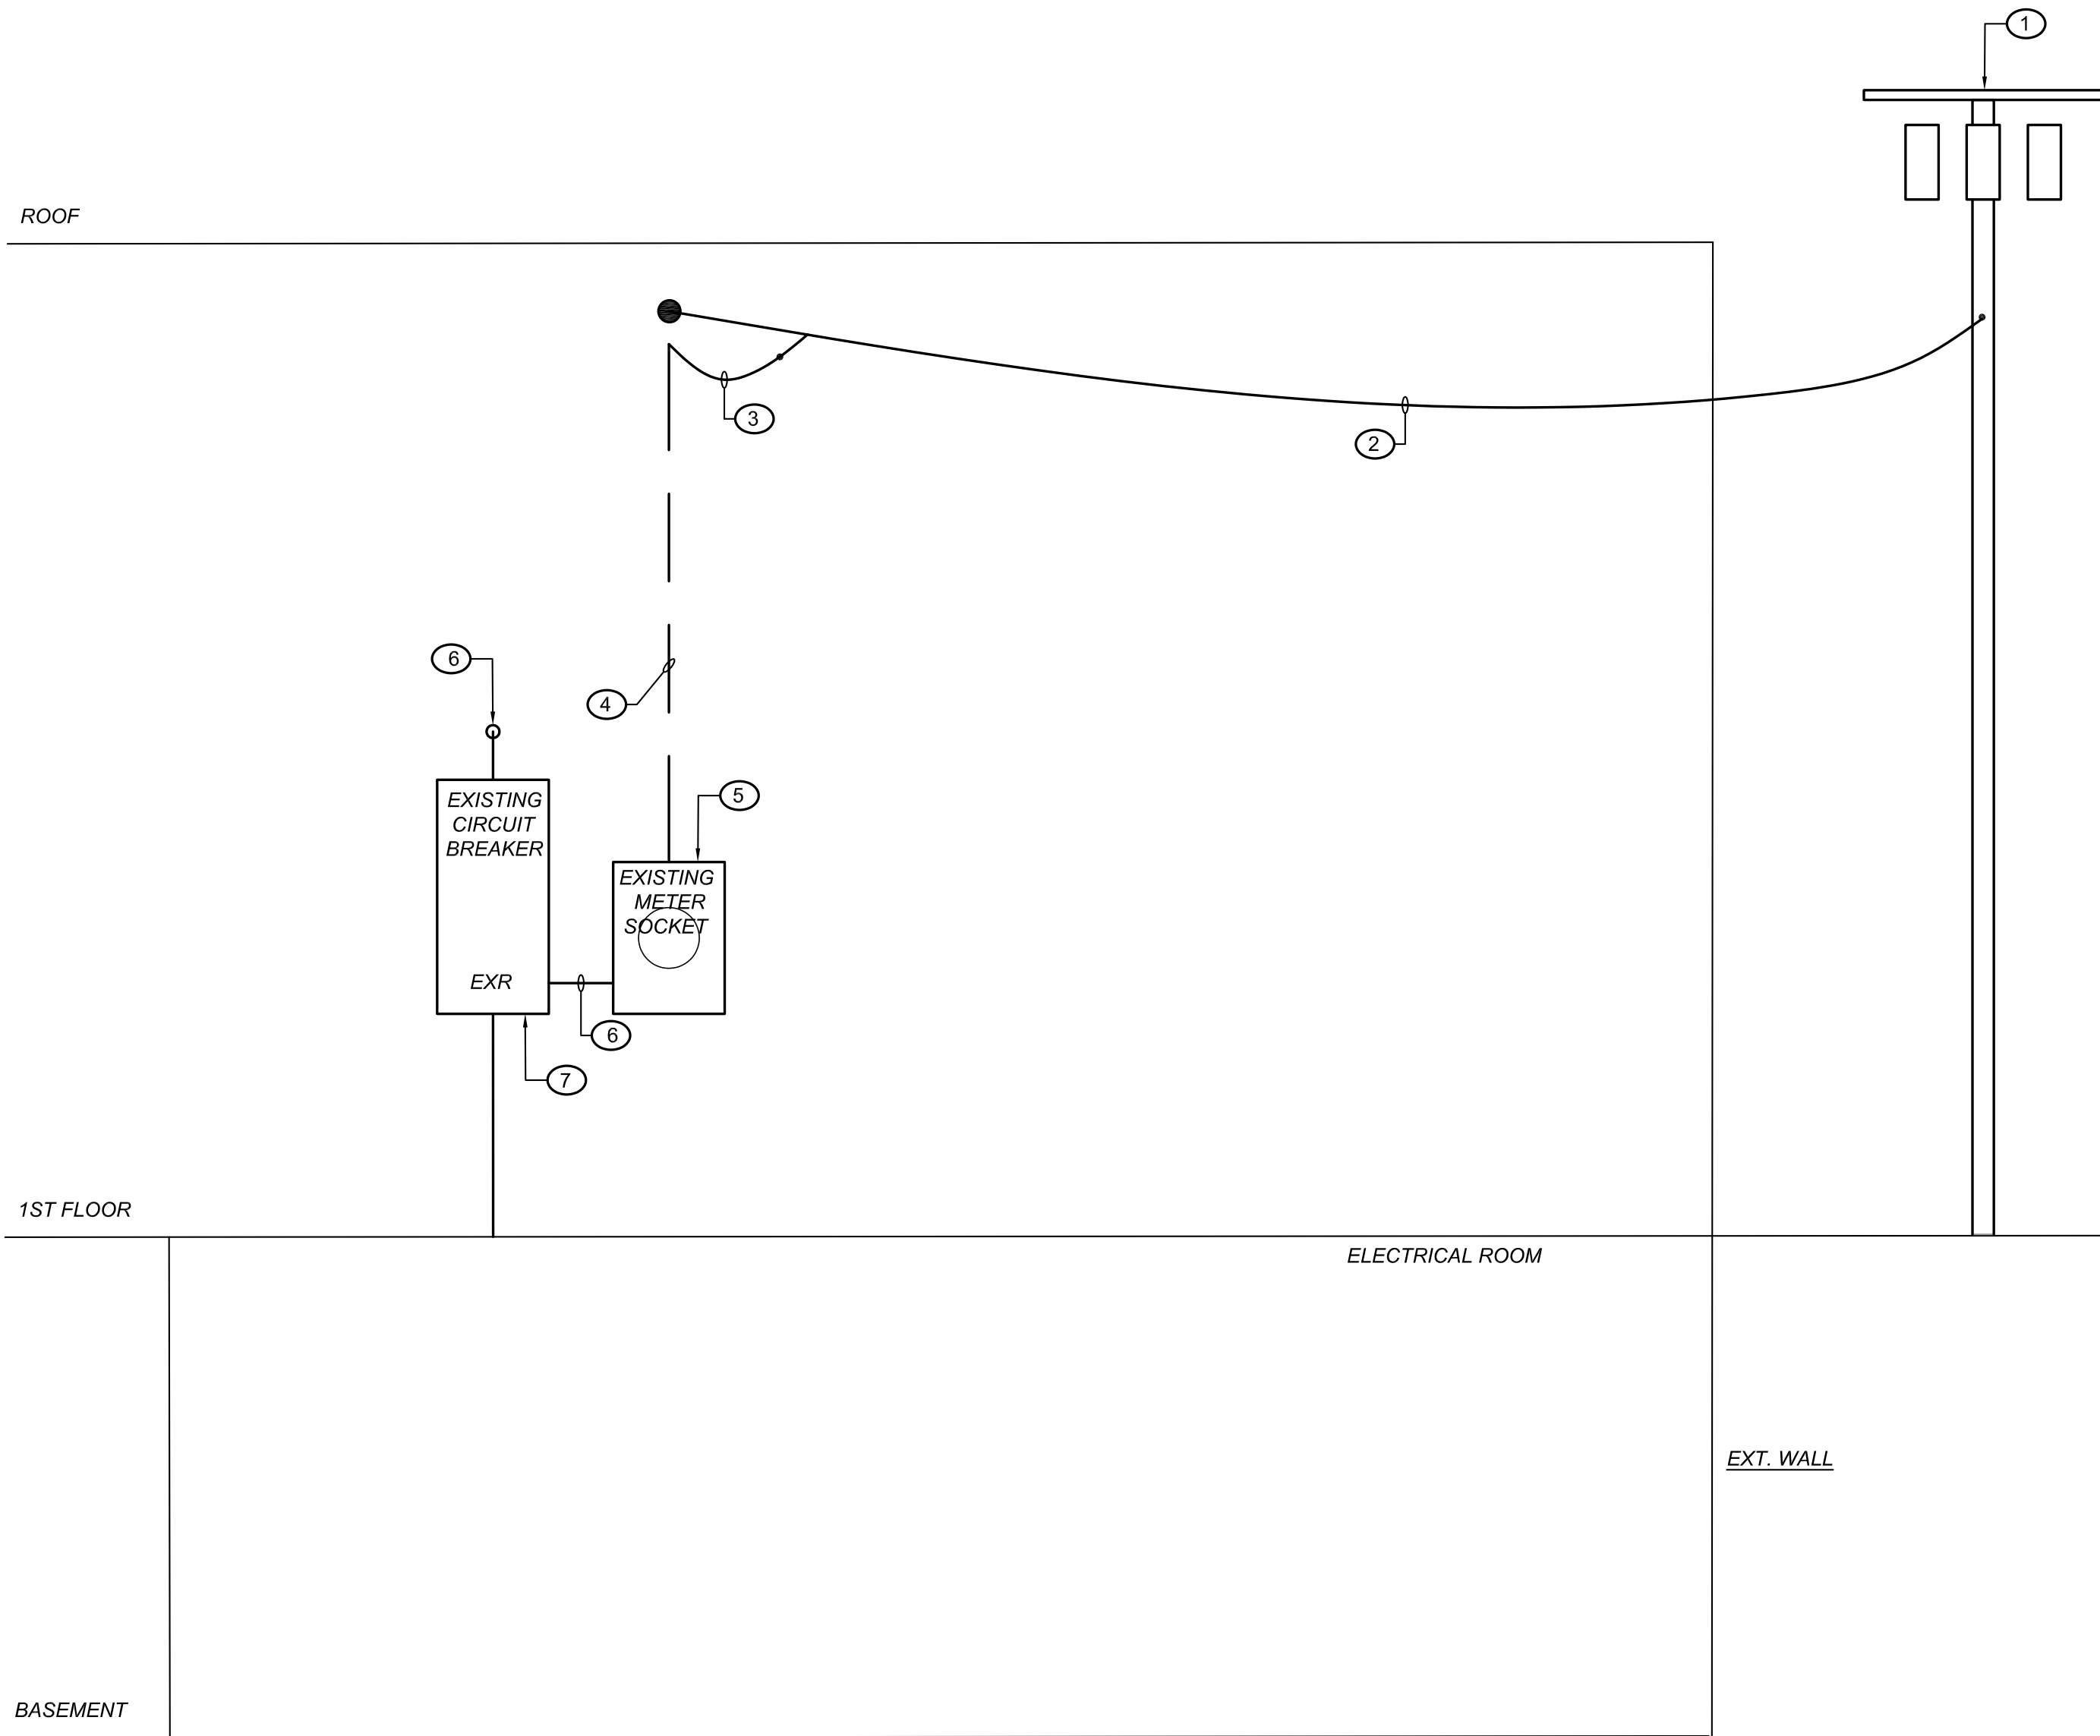 1
ROOF
3
2
6
4
5
EXISTING
CIRCUIT
BREAKER
EXISTING
METER
SOCKET
EXR
6
7
1ST FLOOR
ELECTRICAL ROOM
EXT. WALL
BASEMENT